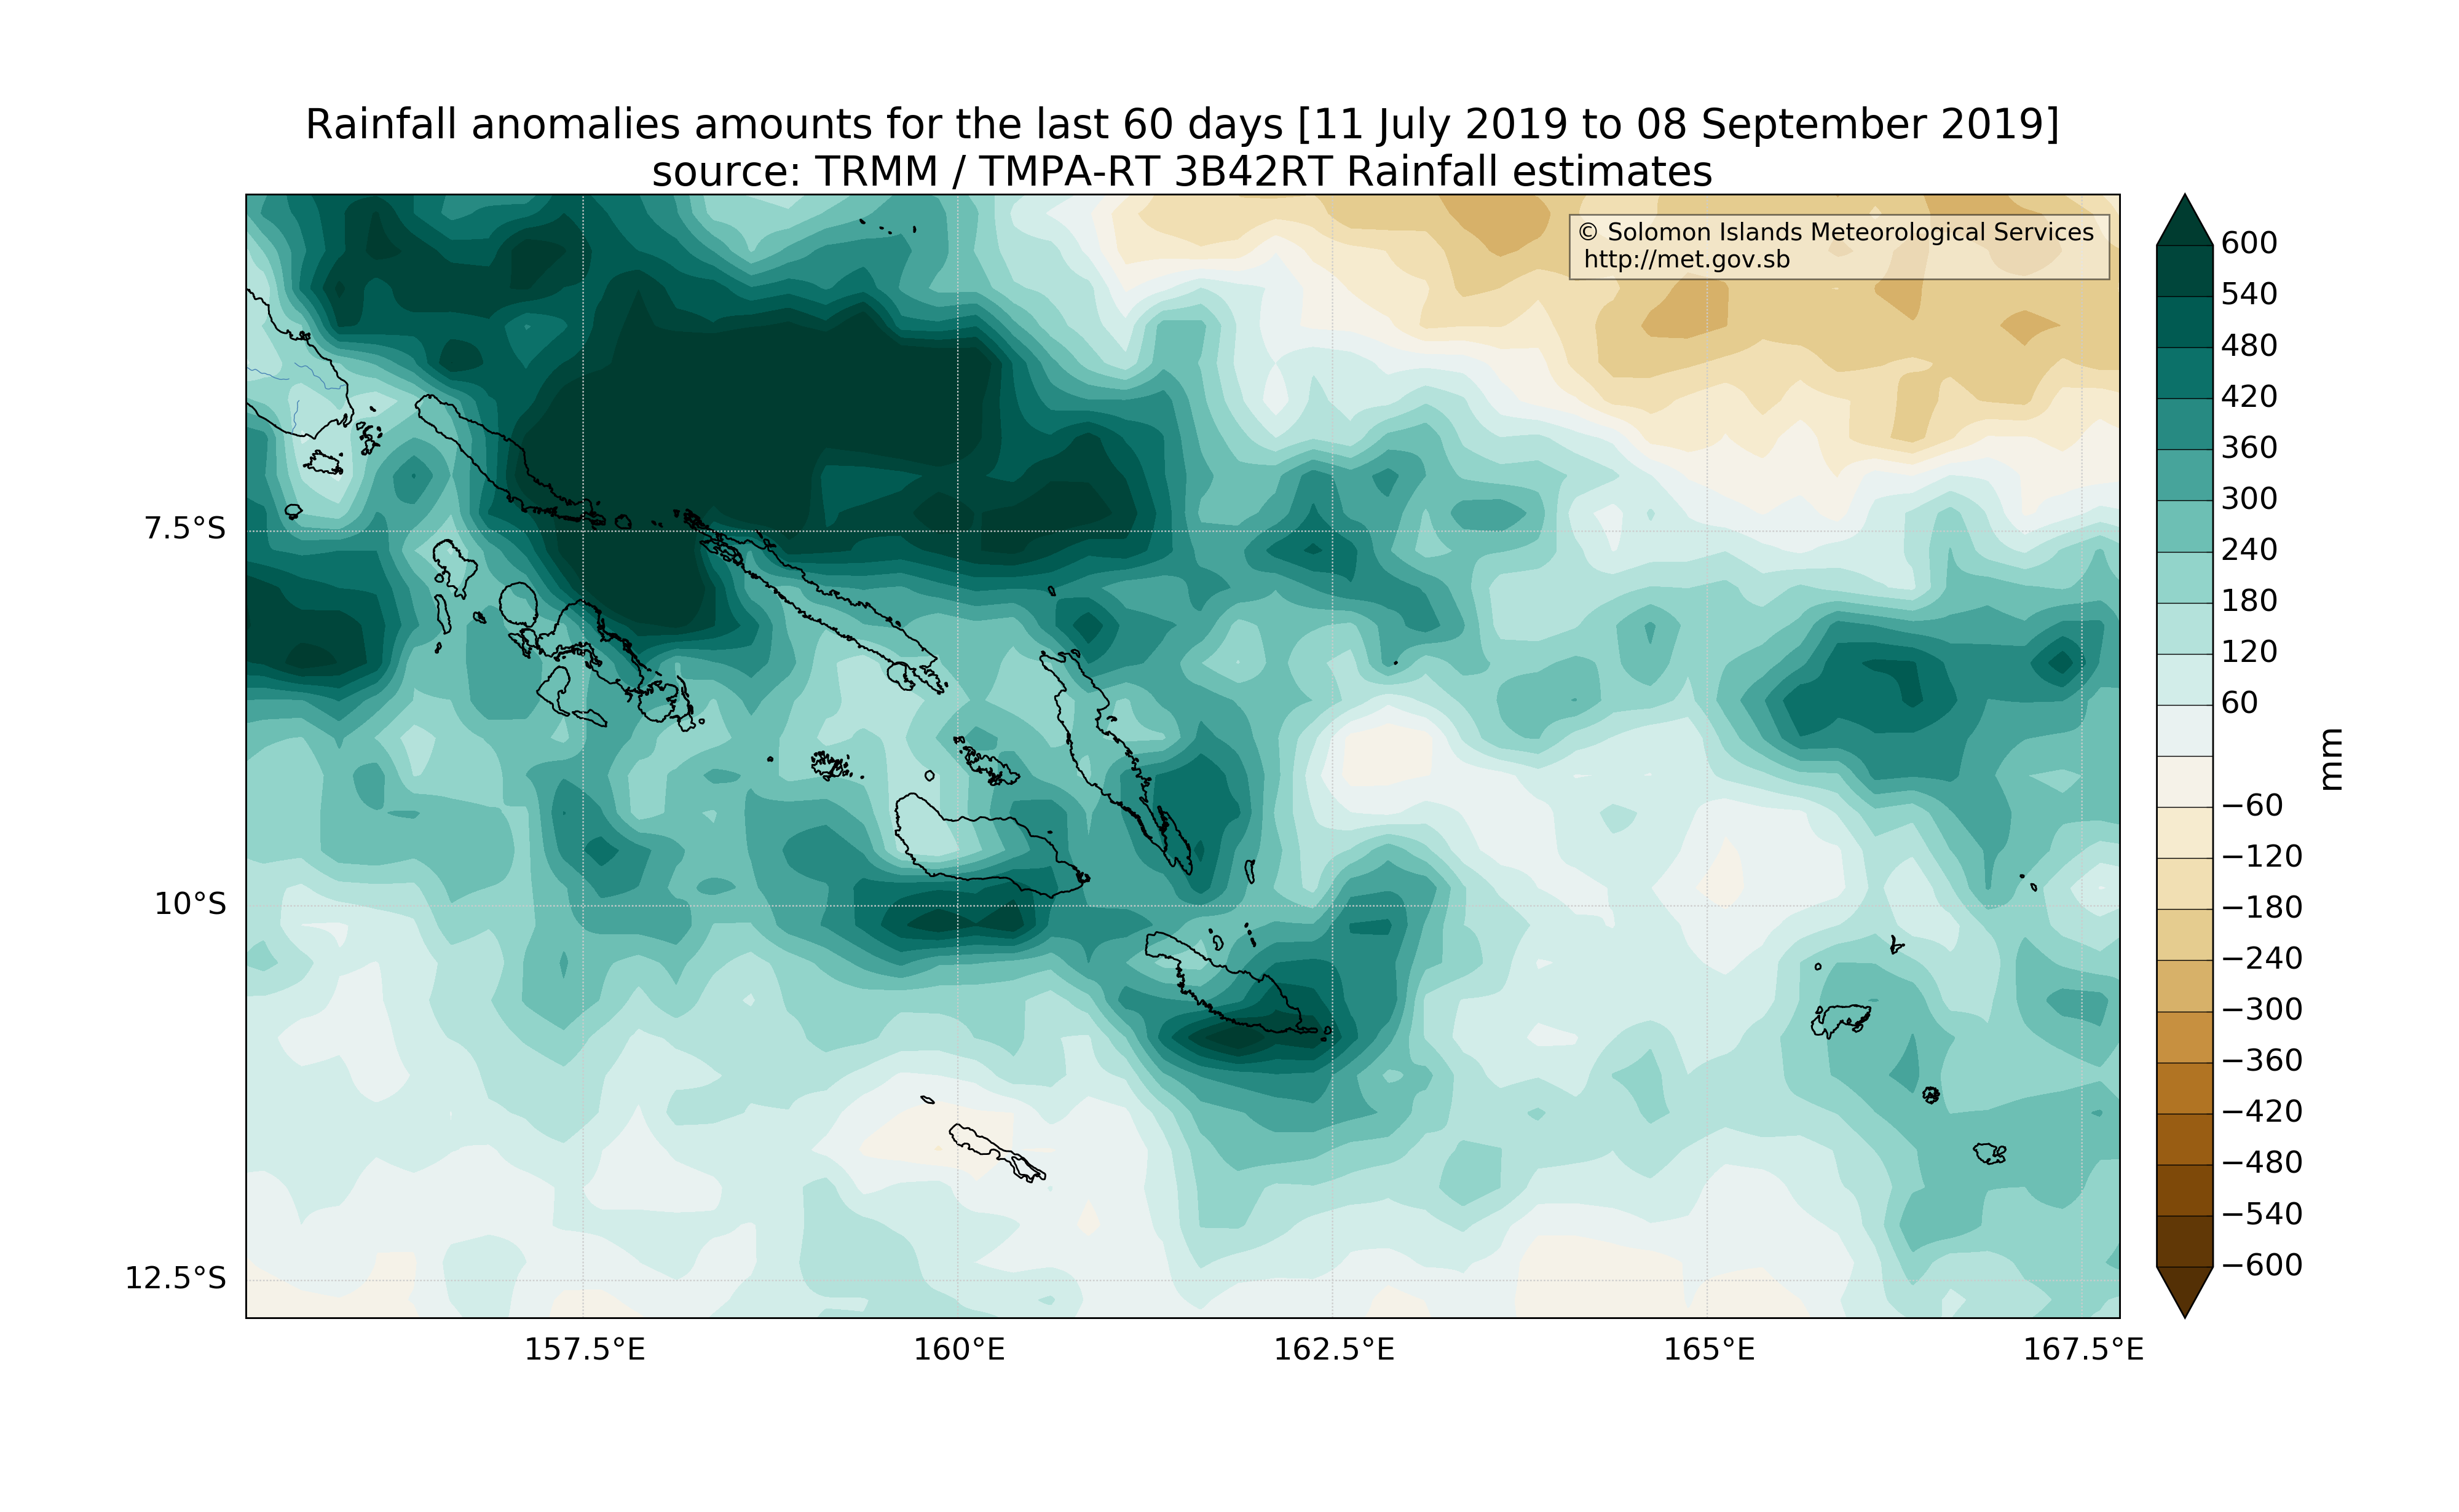 Rainfall anomalies amounts for the last 60 days [11 July 2019 to 08 September 2019]
source: TRMM / TMPA-RT 3B42RT Rainfall estimates
© Solomon Islands Meteorological Services
http://met.gov.sb
7.5°S
10°S
12.5°S
157.5°E
160°E
162.5°E
165°E
167.5°E
600
540
480
420
360
300
240
180
120
60
−60
−120
−180
−240
−300
−360
−420
−480
−540
−600
mm